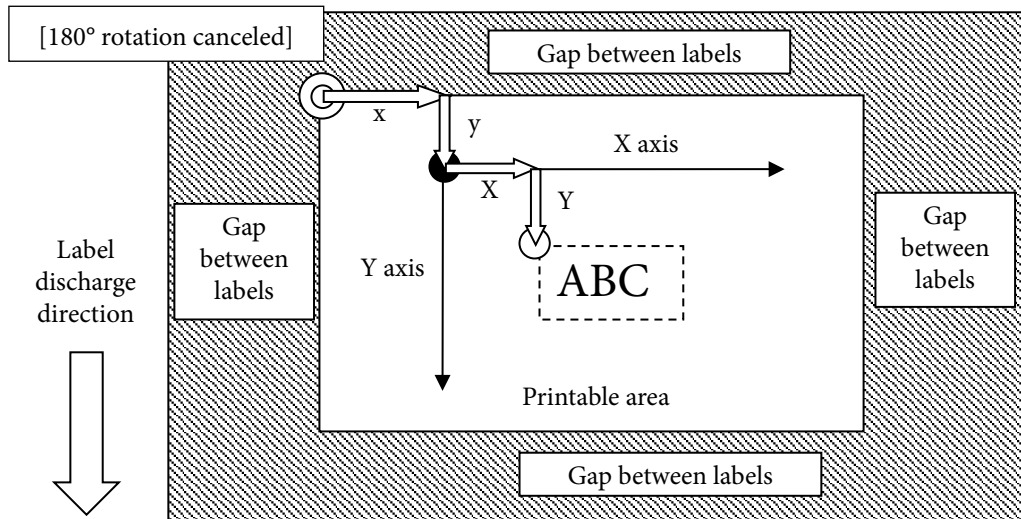 [180° rotation canceled]
Gap between labels
x
y
X axis
X
Y
Gap
between
labels
Gap
between
labels
Label
discharge
direction
Y axis
ABC
Printable area
Gap between labels